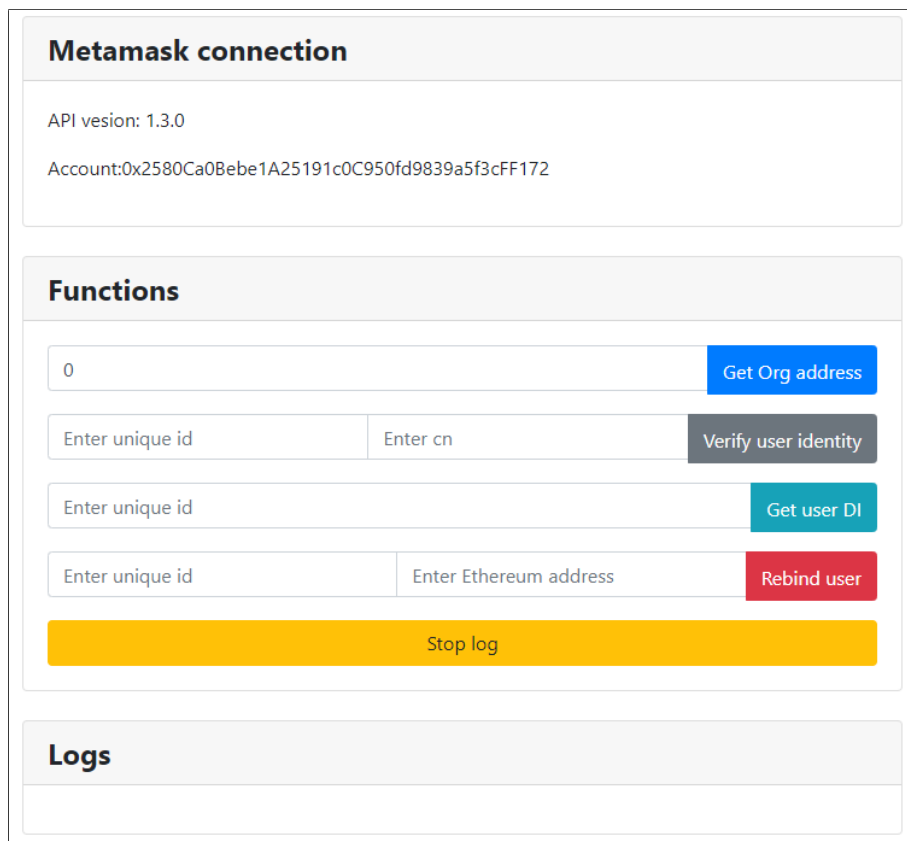 Metamask connection
API vesion: 1.3.0
Account:0x2580Ca0Bebe1A25191c0C950fd9839a5f3cFF172
Functions
0 Get Org address
Enter unique id Enter cn Verify user identity
Enter unique id Get user DI
Enter unique id Enter Ethereum address Rebind user
Stop log
Logs